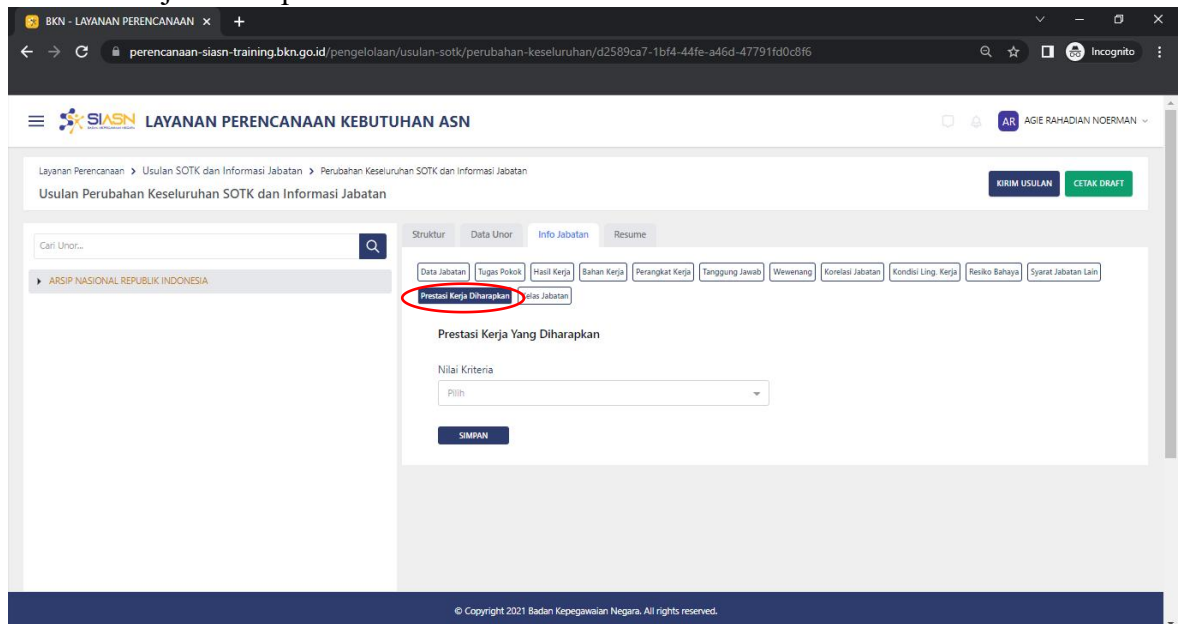 BKN - LAYANAN PERENCANAAN
perencanaan-siasn-training.bkn.go.id/pengelolaan/usulan-sotk/perubahan-keseluruhan/d2589ca7-1bf4-44fe-a46d-47791fd0c8f6
Incognito
SIASN LAYANAN PERENCANAAN KEBUTUHAN ASN
AR AGIE RAHADIAN NOERMAN
Layanan Perencanaan > Usulan SOTK dan Informasi Jabatan > Perubahan Keseluruhan SOTK dan Informasi Jabatan
Usulan Perubahan Keseluruhan SOTK dan Informasi Jabatan
KIRIM USULAN CETAK DRAFT
Cari Unor...
ARSIP NASIONAL REPUBLIK INDONESIA
Struktur Data Unor Info Jabatan Resume
Data Jabatan Tugas Pokok Hasil Kerja Bahan Kerja Perangkat Kerja Tanggung Jawab Wewenang Korelasi Jabatan Kondisi Ling. Kerja Resiko Bahaya Syarat Jabatan Lain
Prestasi Kerja Diharapkan Kelas Jabatan
Prestasi Kerja Yang Diharapkan
Nilai Kriteria
Pilih
SIMPAN
© Copyright 2021 Badan Kepegawaian Negara. All rights reserved.